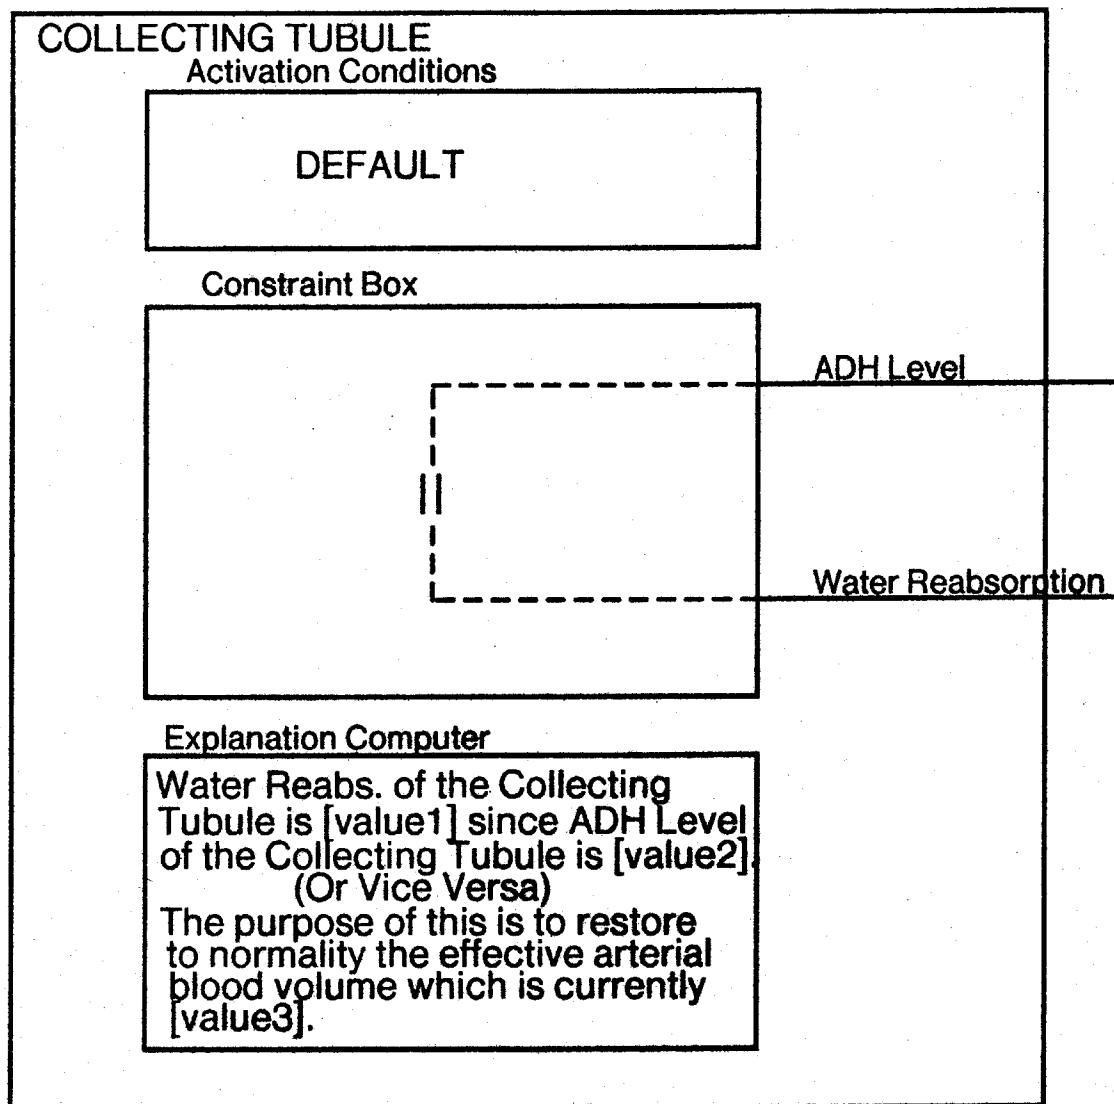 COLLECTING TUBULE
Activation Conditions
DEFAULT
Constraint Box
ADH Level
Water Reabsorption
Explanation Computer
Water Reabs. of the Collecting
Tubule is [value1] since ADH Level
of the Collecting Tubule is [value2].
(Or Vice Versa)
The purpose of this is to restore
to normality the effective arterial
blood volume which is currently
[value3].